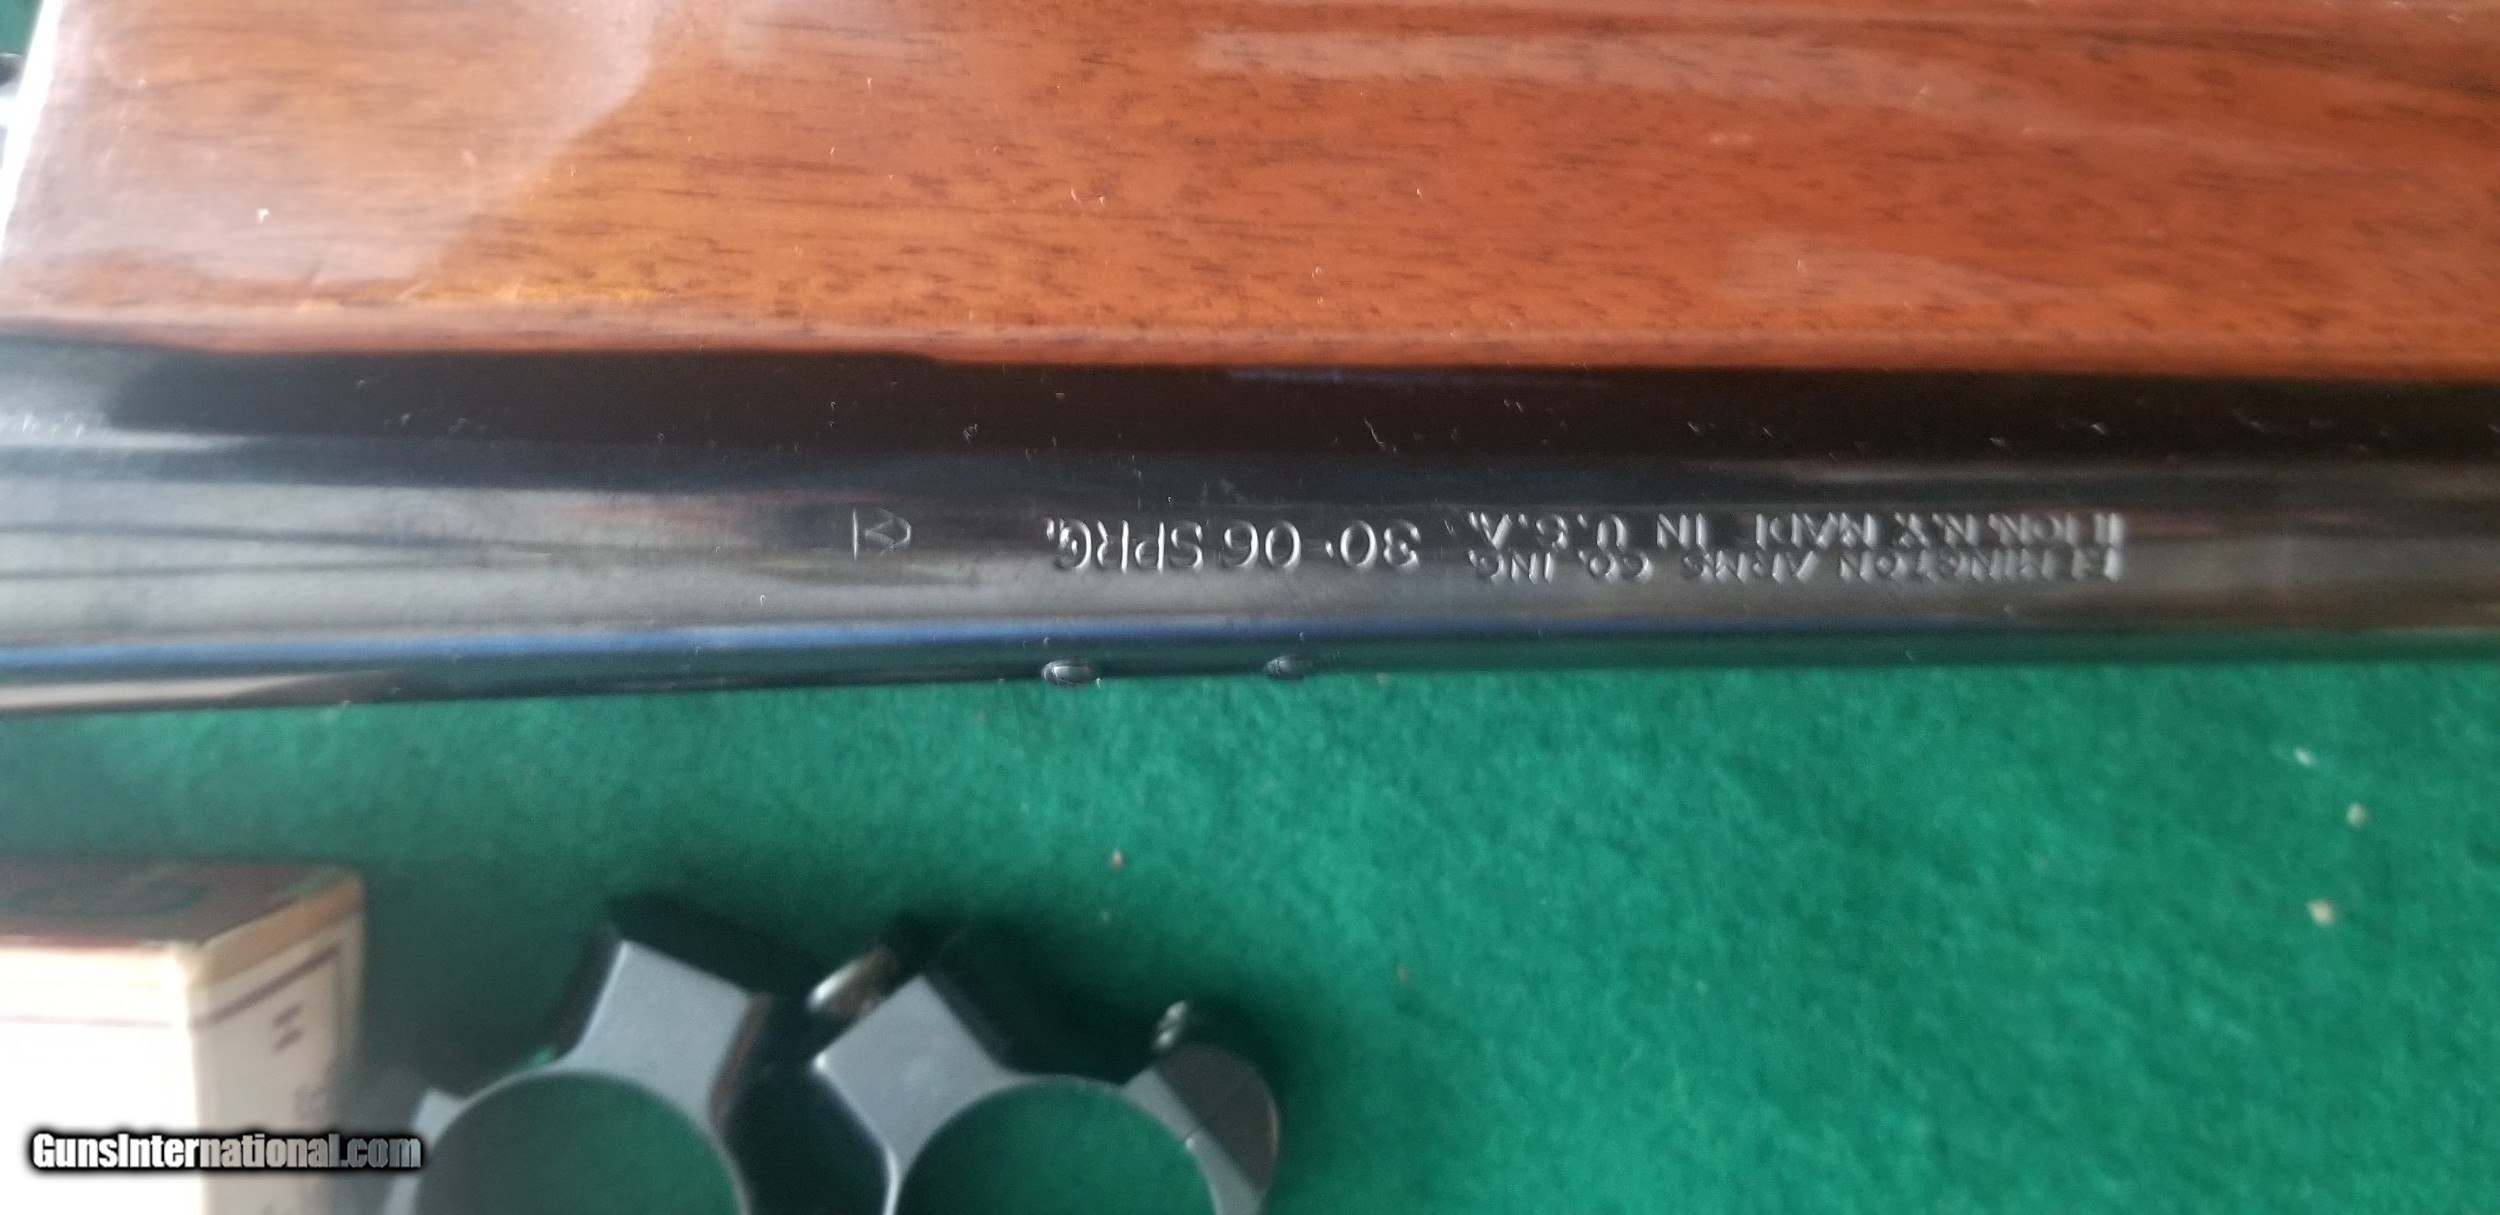 REMINGTON ARMS CO. INC.
ILION, N.Y. MADE IN U.S.A.
30-06 SPRG.
GunsInternational.com